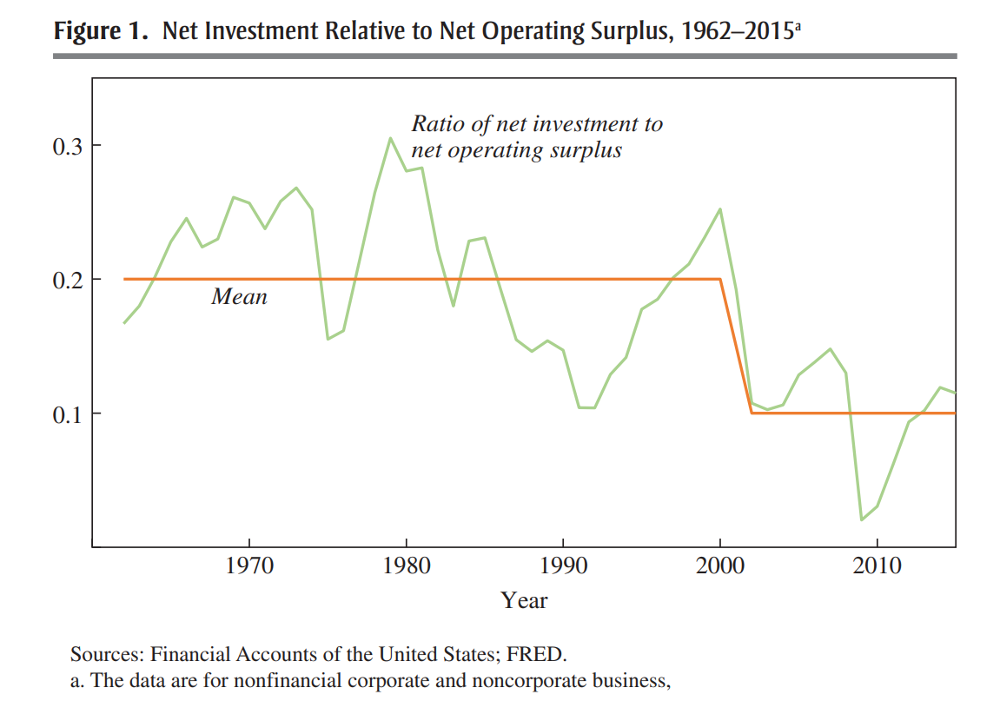 Figure 1. Net Investment Relative to Net Operating Surplus, 1962–2015ᵃ
Ratio of net investment to
net operating surplus
0.3
0.2
Mean
0.1
1970 1980 1990 2000 2010
Year
Sources: Financial Accounts of the United States; FRED.
a. The data are for nonfinancial corporate and noncorporate business,